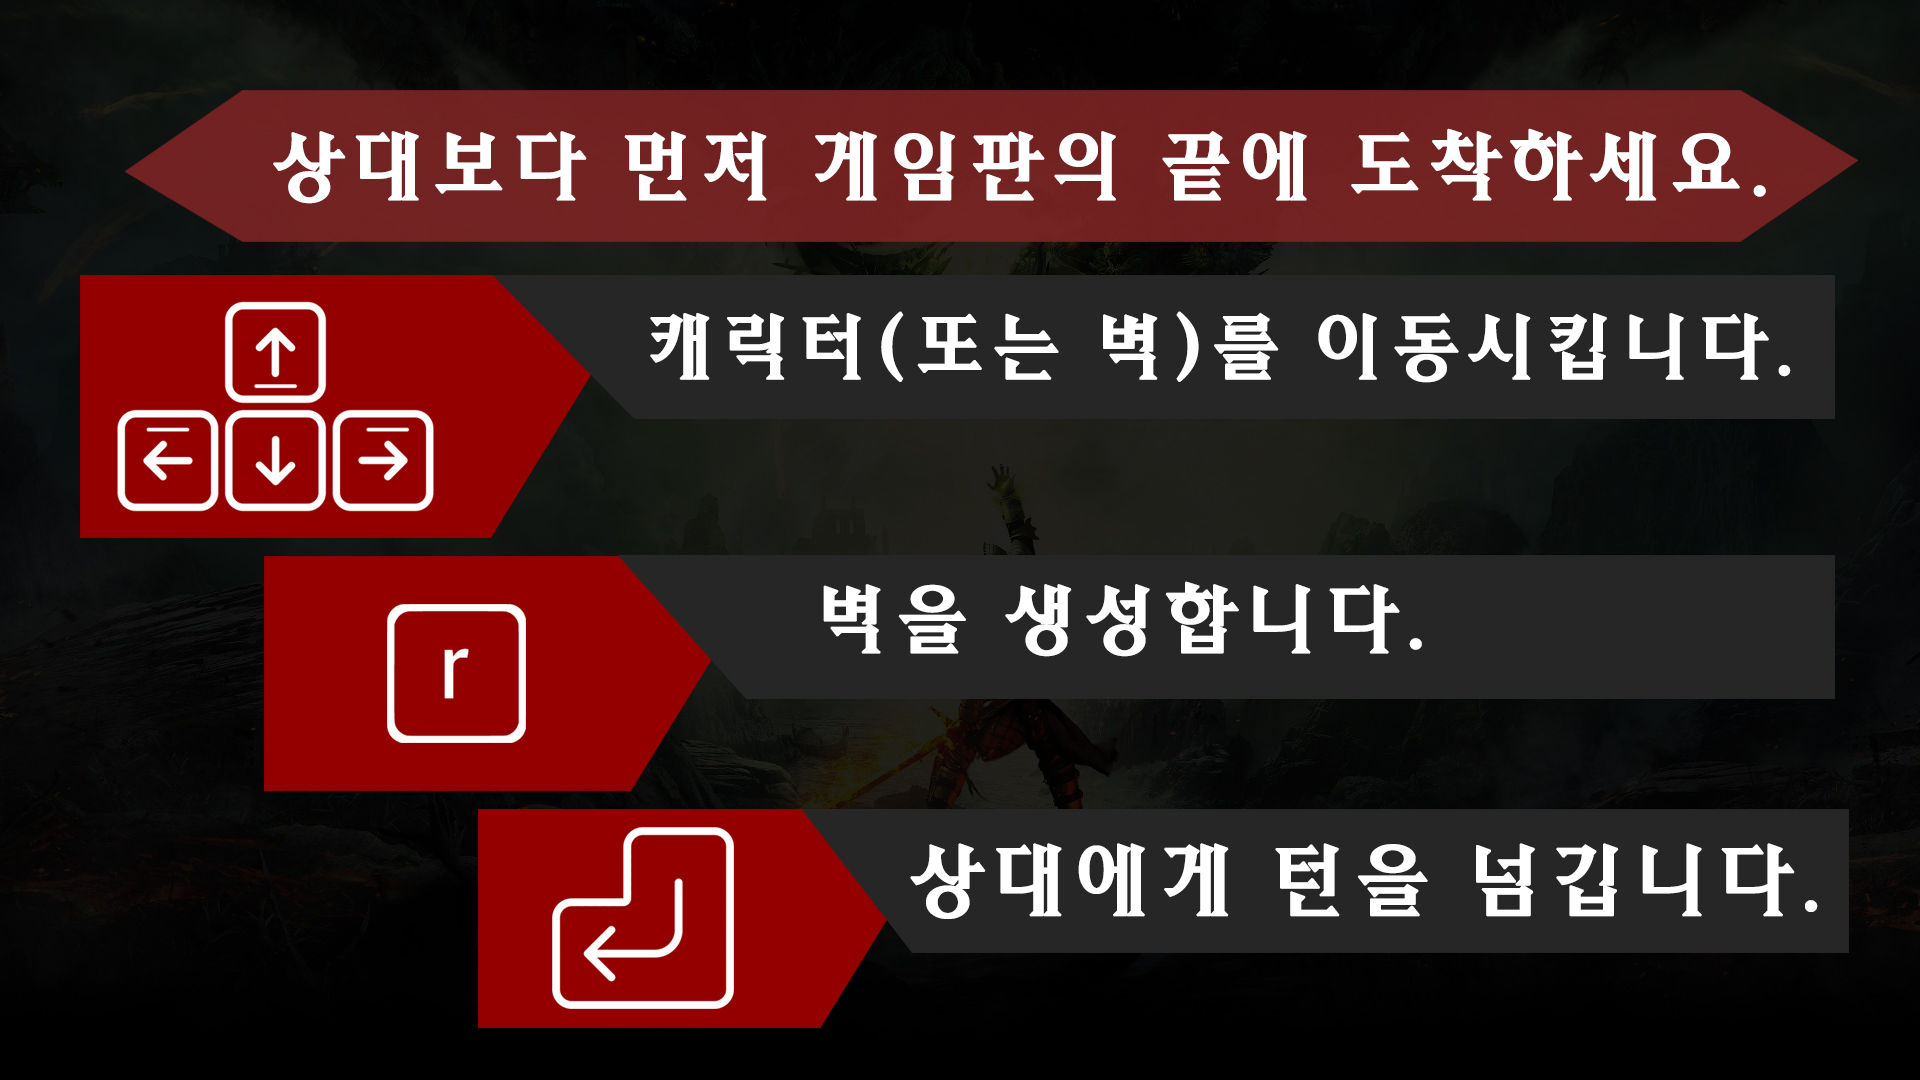 상대보다 먼저 게임판의 끝에 도착하세요.
캐릭터(또는 벽)를 이동시킵니다.
r
벽을 생성합니다.
상대에게 턴을 넘깁니다.